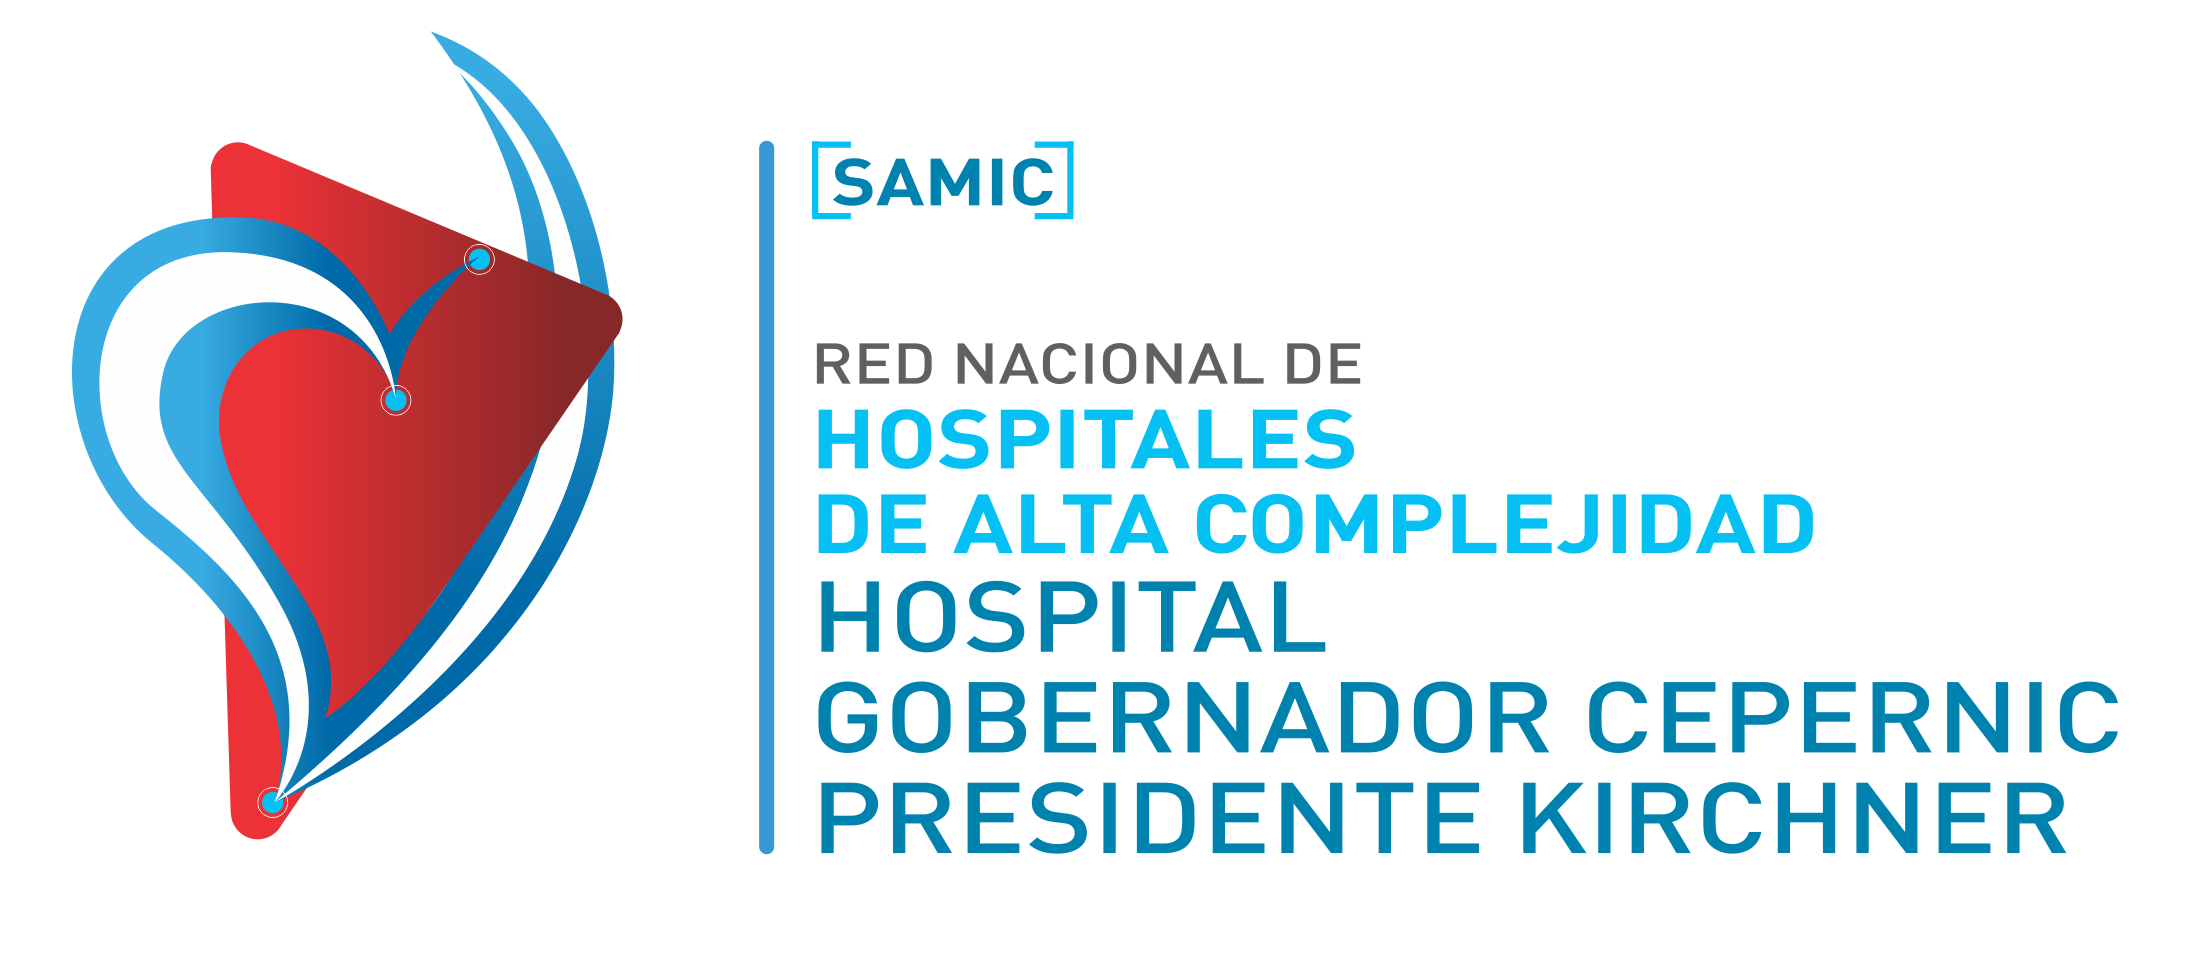 [SAMIC]
RED NACIONAL DE
HOSPITALES
DE ALTA COMPLEJIDAD
HOSPITAL
GOBERNADOR CEPERNIC
PRESIDENTE KIRCHNER